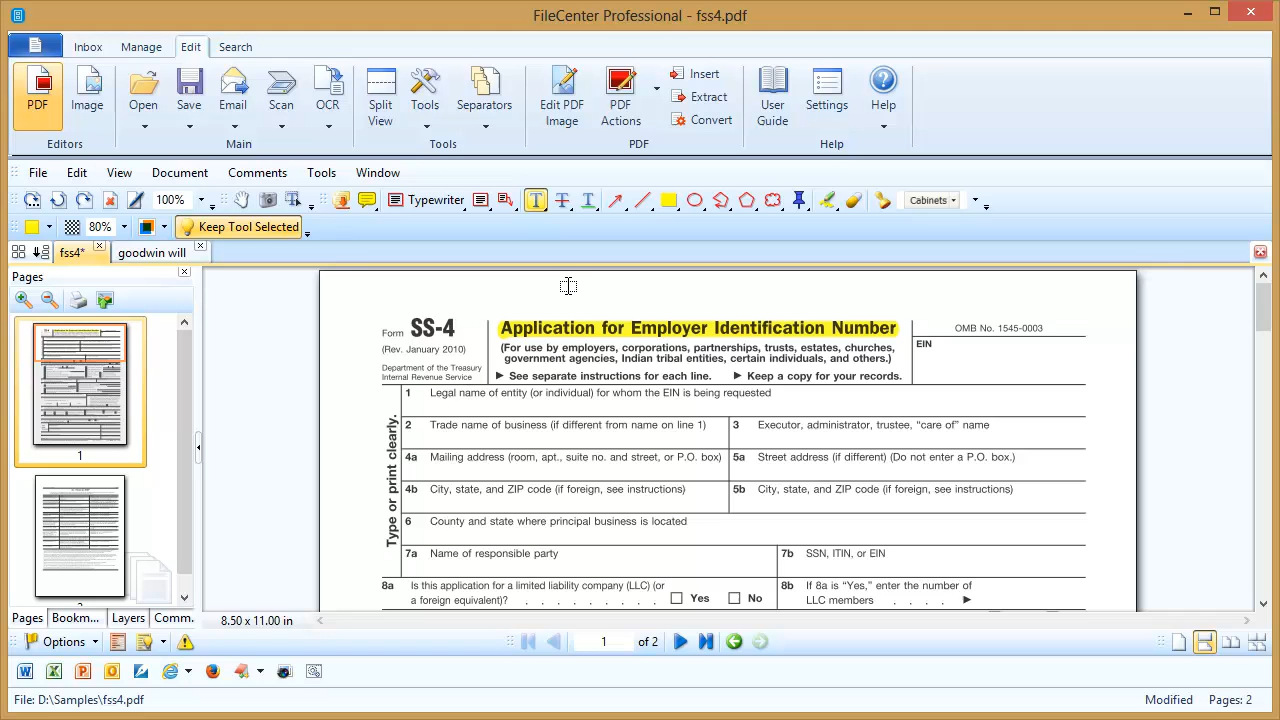 FileCenter Professional - fss4.pdf
Inbox Manage Edit Search
PDF Image Open Save Email Scan OCR Split View Tools Separators Edit PDF Image PDF Actions Insert Extract Convert User Guide Settings Help
Editors Main Tools PDF Help
File Edit View Document Comments Tools Window
100% Typewriter Cabinets
80% Keep Tool Selected
fss4* goodwin will
Pages
1
Form SS-4
(Rev. January 2010)
Department of the Treasury
Internal Revenue Service
Application for Employer Identification Number
(For use by employers, corporations, partnerships, trusts, estates, churches,
government agencies, Indian tribal entities, certain individuals, and others.)
► See separate instructions for each line. ► Keep a copy for your records.
OMB No. 1545-0003
EIN
Type or print clearly.
1 Legal name of entity (or individual) for whom the EIN is being requested
2 Trade name of business (if different from name on line 1)
3 Executor, administrator, trustee, “care of” name
4a Mailing address (room, apt., suite no. and street, or P.O. box)
5a Street address (if different) (Do not enter a P.O. box.)
4b City, state, and ZIP code (if foreign, see instructions)
5b City, state, and ZIP code (if foreign, see instructions)
6 County and state where principal business is located
7a Name of responsible party
7b SSN, ITIN, or EIN
8a Is this application for a limited liability company (LLC) (or
a foreign equivalent)? . . . . . . . . Yes No
8b If 8a is “Yes,” enter the number of
LLC members . . . . ►
Pages Bookm... Layers Comm.
8.50 x 11.00 in
Options
1 of 2
File: D:\Samples\fss4.pdf
Modified Pages: 2